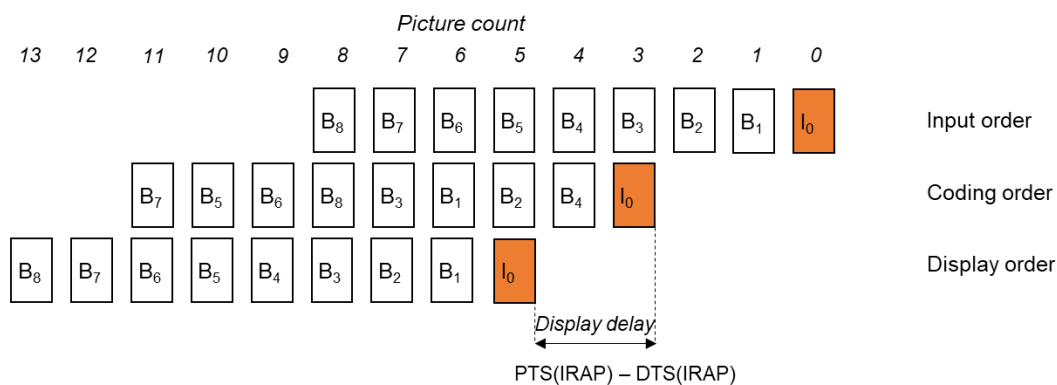 Picture count
13 12 11 10 9 8 7 6 5 4 3 2 1 0
B₈ B₇ B₆ B₅ B₄ B₃ B₂ B₁ I₀ Input order
B₇ B₅ B₆ B₈ B₃ B₁ B₂ B₄ I₀ Coding order
B₈ B₇ B₆ B₅ B₄ B₃ B₂ B₁ I₀ Display order
Display delay
PTS(IRAP) – DTS(IRAP)